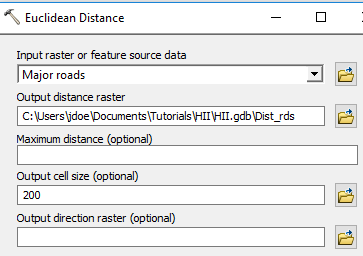 Euclidean Distance
Input raster or feature source data
Major roads
Output distance raster
C:\Users\jdoe\Documents\Tutorials\HII\HII.gdb\Dist_rds
Maximum distance (optional)
Output cell size (optional)
200
Output direction raster (optional)